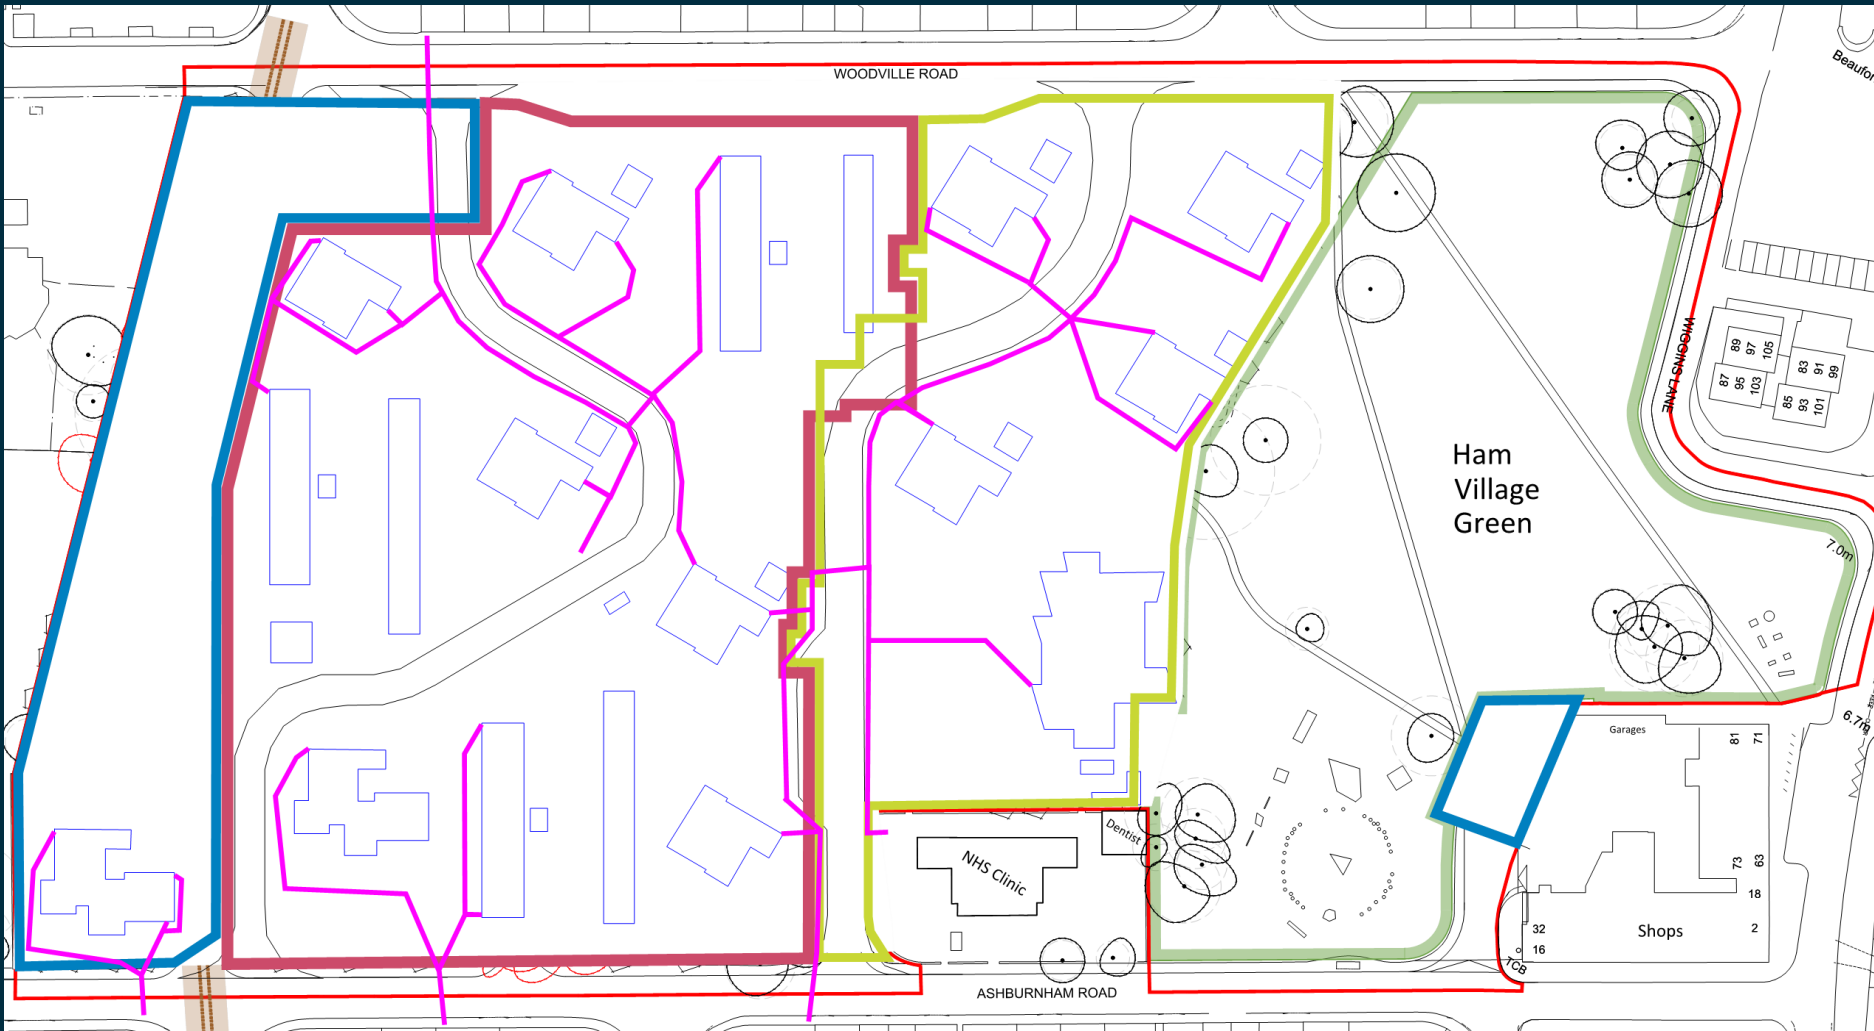 WOODVILLE ROAD
Beaufor
WIGGINS LANE
89
97
105
87
95
103
83
91
99
85
93
101
Ham
Village
Green
7.0m
6.7m
Garages
81
71
73
63
18
2
32
16
Shops
TCB
Dentist
NHS Clinic
ASHBURNHAM ROAD